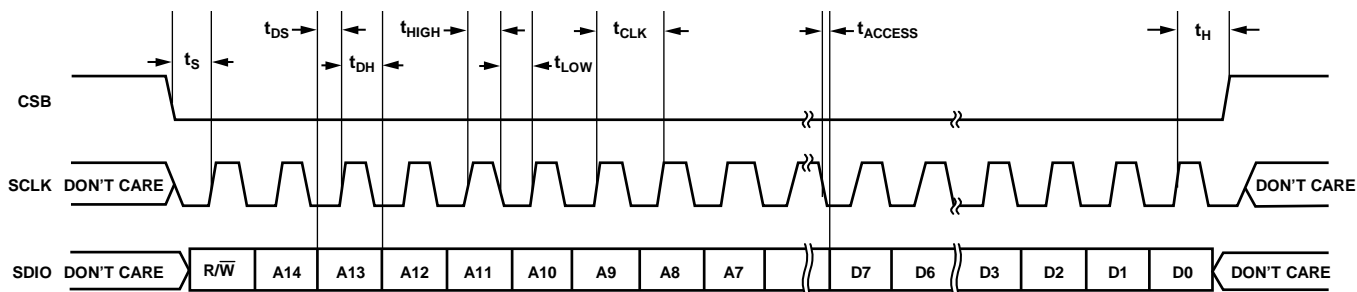 tDS tHIGH tCLK tACCESS tH
tS tDH tLOW
CSB
SCLK DON'T CARE DON'T CARE
SDIO DON'T CARE R/W̅ A14 A13 A12 A11 A10 A9 A8 A7 D7 D6 D3 D2 D1 D0 DON'T CARE